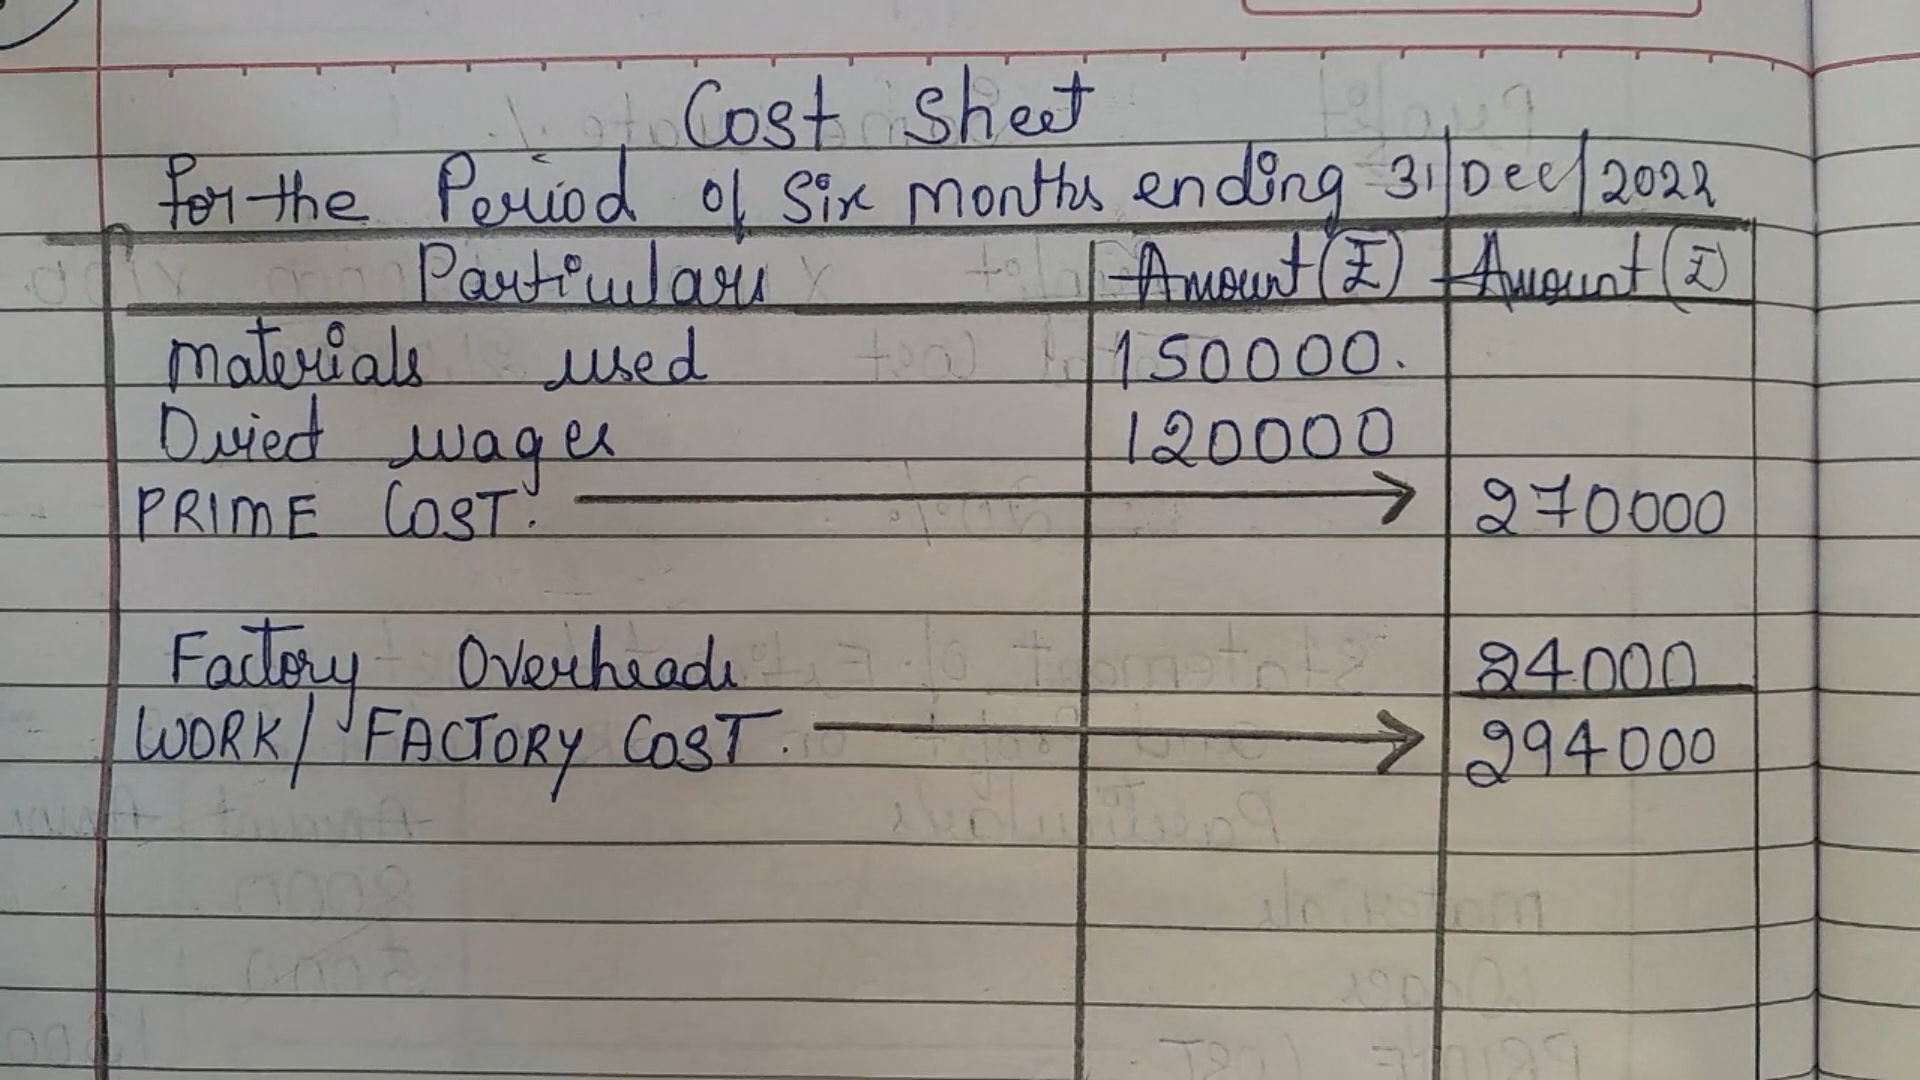 Cost Sheet
For the Period of Six months ending 31/Dec/2022
Particulars Amount (₹) Amount (₹)
Materials used 150000.
Direct wages 120000
PRIME COST. → 270000
Factory Overheads 24000
WORK/ FACTORY COST. → 294000